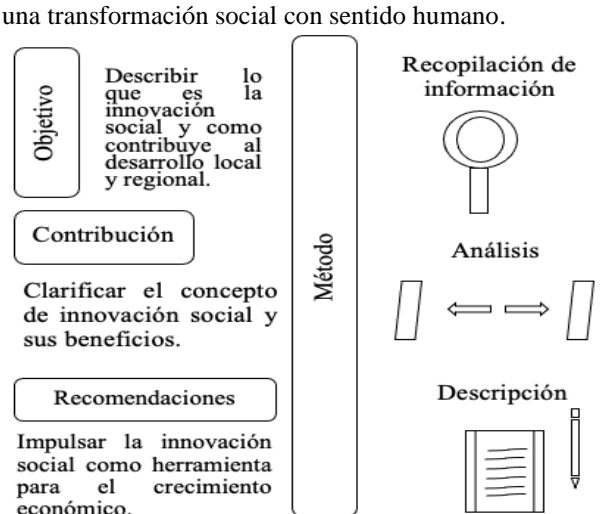 una transformación social con sentido humano.
Objetivo
Describir lo
que es la
innovación
social y como
contribuye al
desarrollo local
y regional.
Contribución
Clarificar el concepto
de innovación social y
sus beneficios.
Recomendaciones
Impulsar la innovación
social como herramienta
para el crecimiento
económico.
Método
Recopilación de
información
Análisis
Descripción